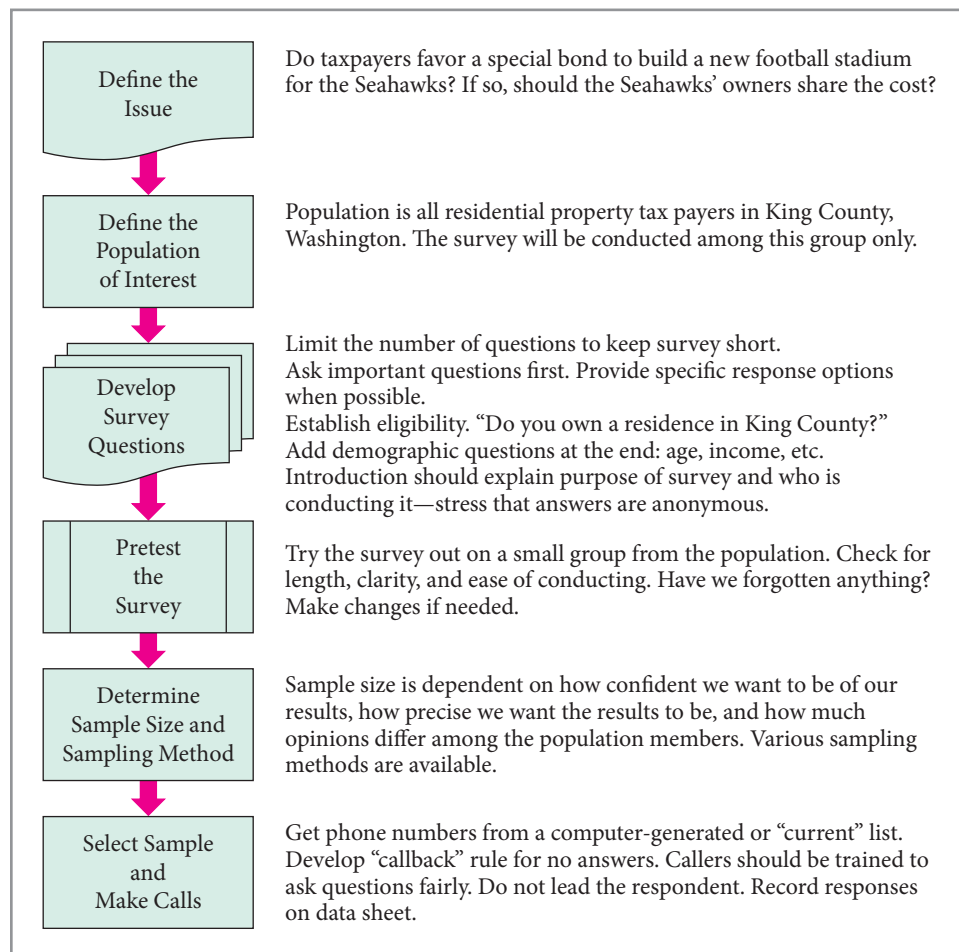 Define the
Issue
Do taxpayers favor a special bond to build a new football stadium
for the Seahawks? If so, should the Seahawks’ owners share the cost?
Define the
Population
of Interest
Population is all residential property tax payers in King County,
Washington. The survey will be conducted among this group only.
Develop
Survey
Questions
Limit the number of questions to keep survey short.
Ask important questions first. Provide specific response options
when possible.
Establish eligibility. “Do you own a residence in King County?”
Add demographic questions at the end: age, income, etc.
Introduction should explain purpose of survey and who is
conducting it—stress that answers are anonymous.
Pretest
the
Survey
Try the survey out on a small group from the population. Check for
length, clarity, and ease of conducting. Have we forgotten anything?
Make changes if needed.
Determine
Sample Size and
Sampling Method
Sample size is dependent on how confident we want to be of our
results, how precise we want the results to be, and how much
opinions differ among the population members. Various sampling
methods are available.
Select Sample
and
Make Calls
Get phone numbers from a computer-generated or “current” list.
Develop “callback” rule for no answers. Callers should be trained to
ask questions fairly. Do not lead the respondent. Record responses
on data sheet.